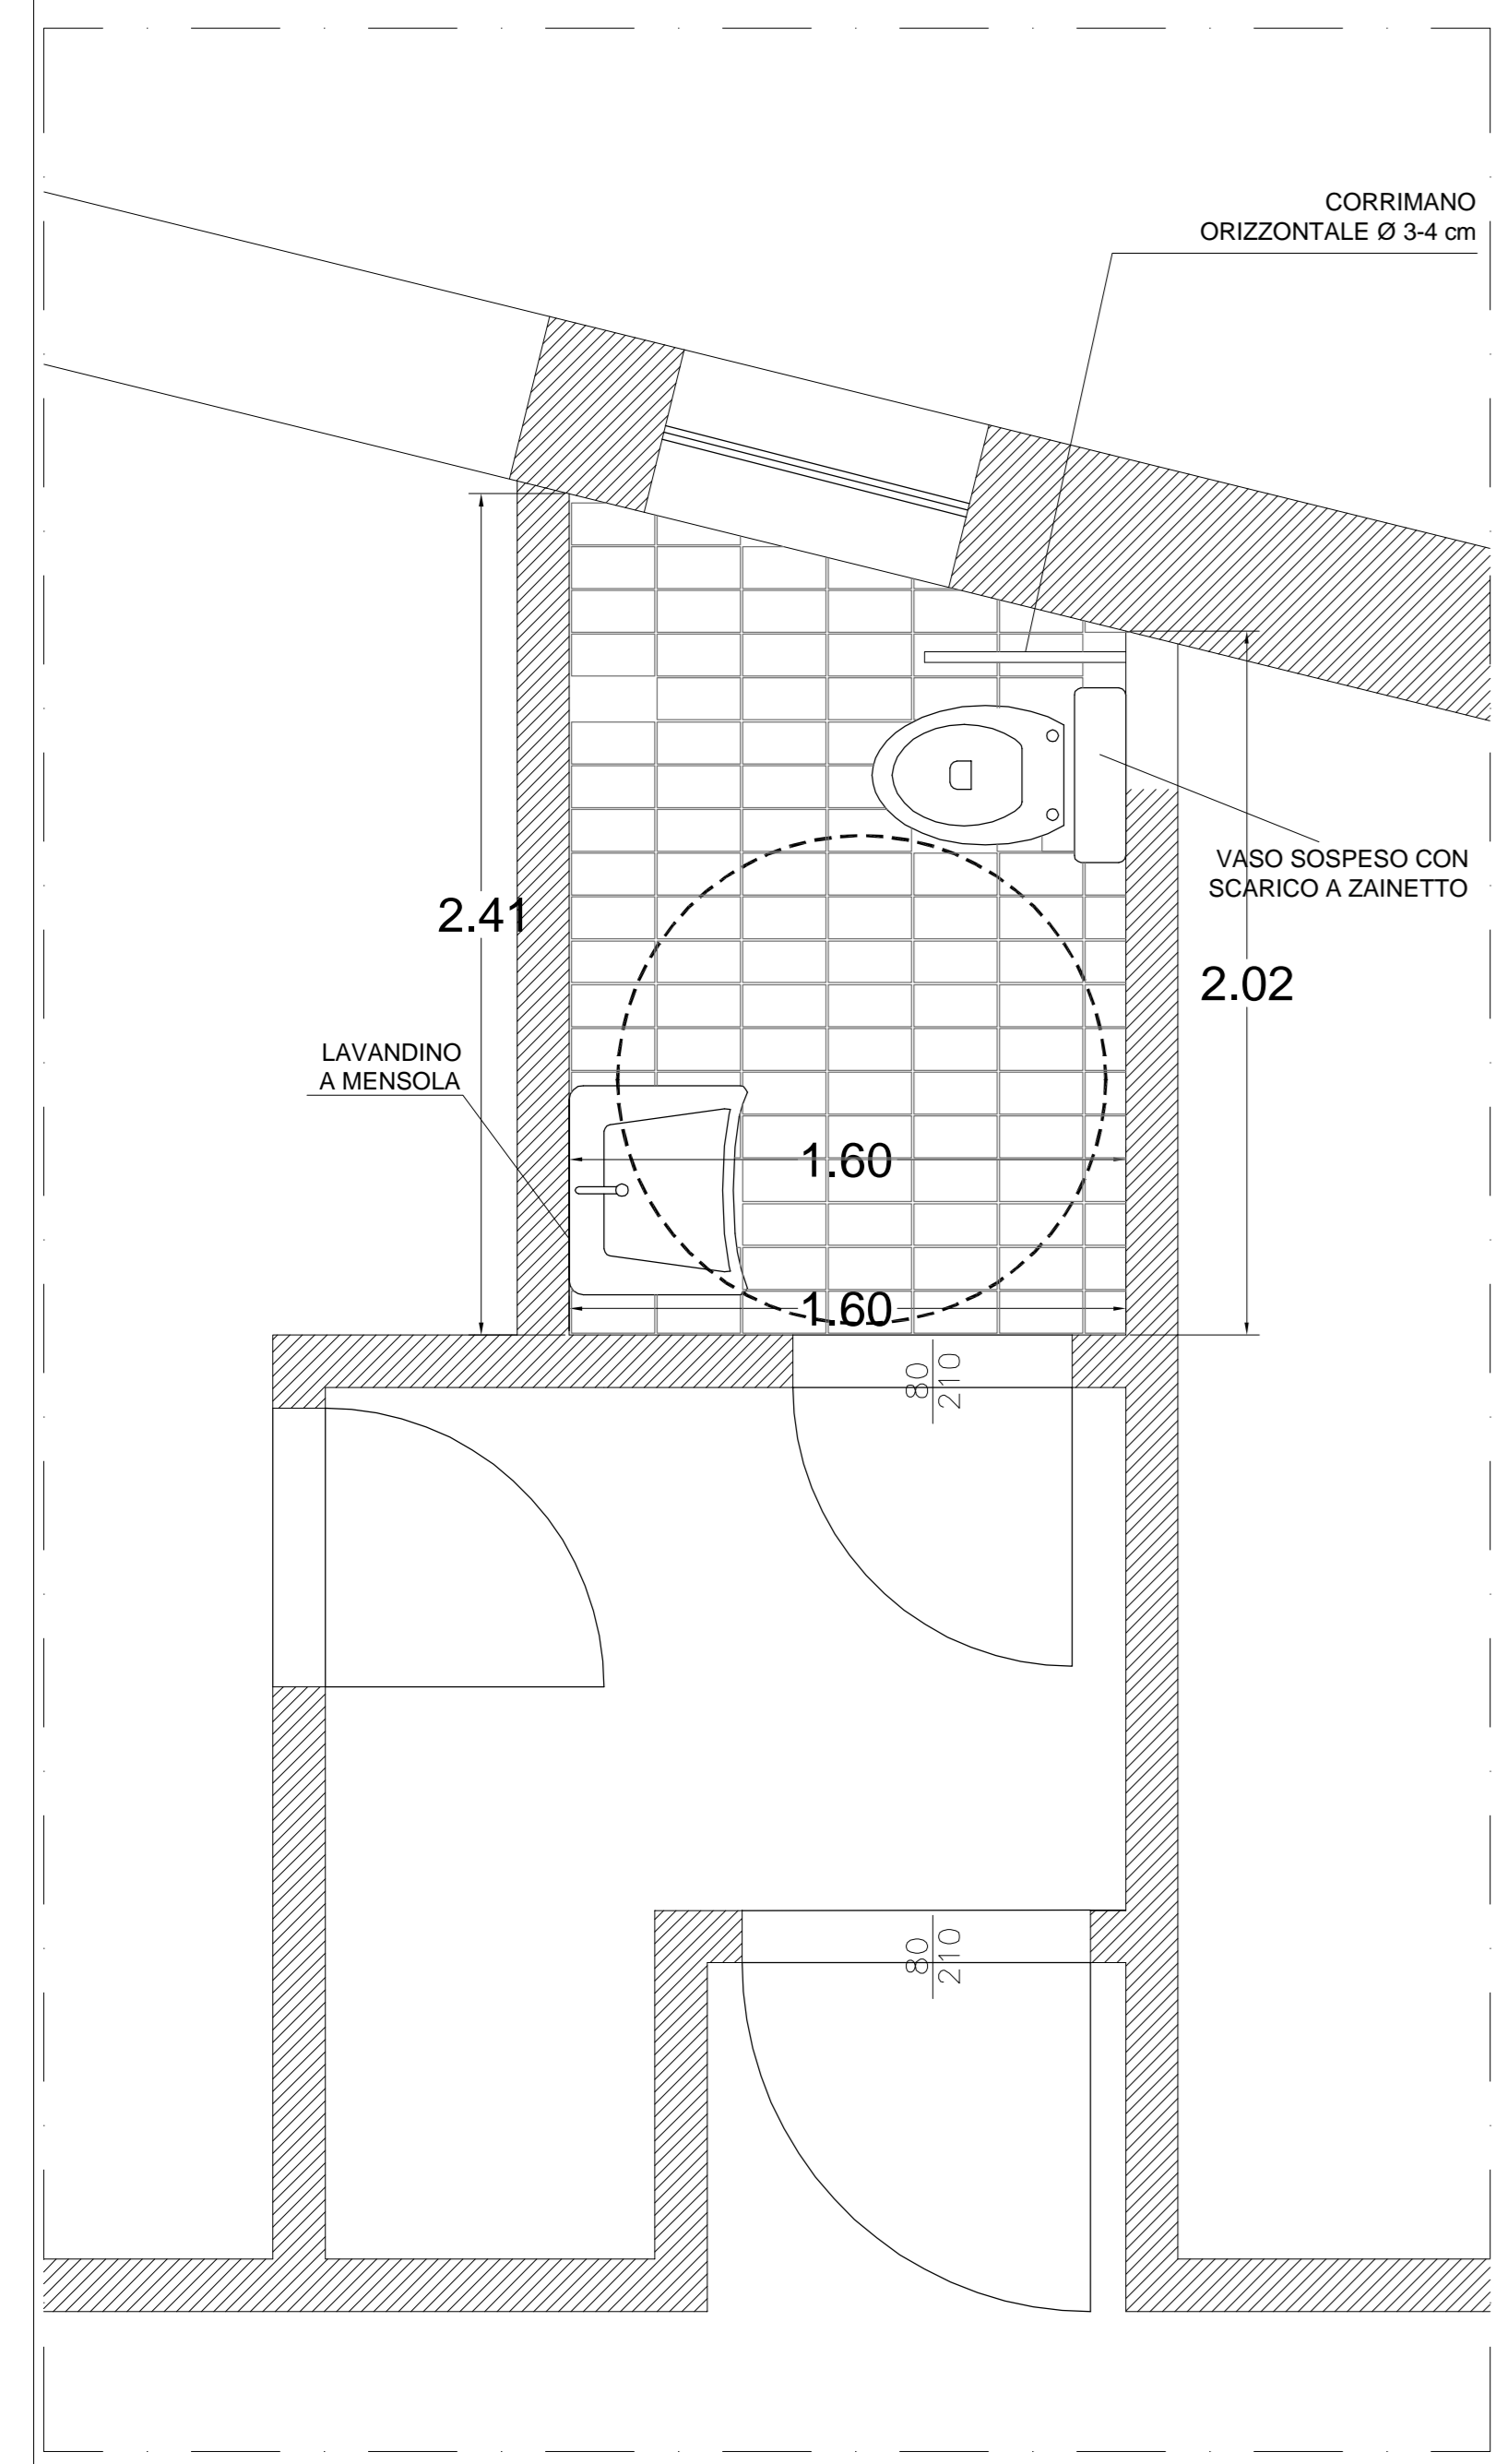 CORRIMANO
ORIZZONTALE Ø 3-4 cm
VASO SOSPESO CON
SCARICO A ZAINETTO
2.41
2.02
LAVANDINO
A MENSOLA
1.60
1.60
80
210
80
210